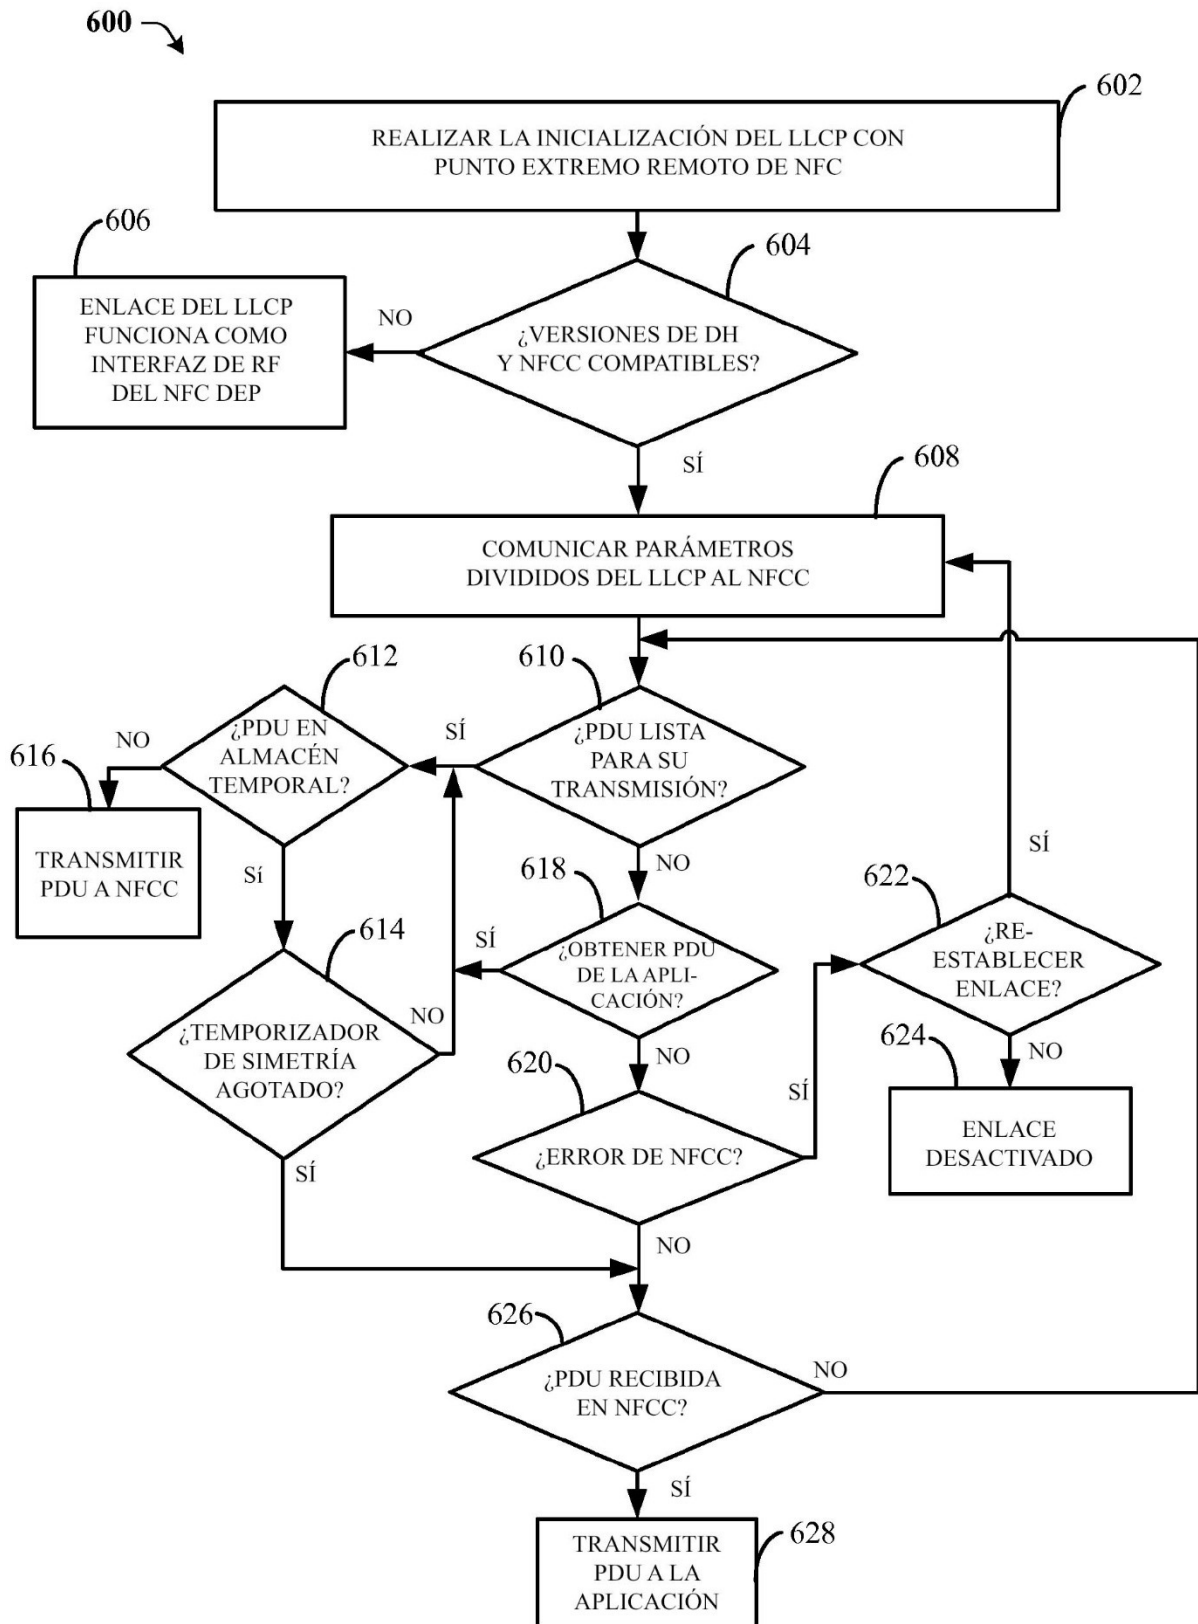 600
602
REALIZAR LA INICIALIZACIÓN DEL LLCP CON
PUNTO EXTREMO REMOTO DE NFC
606
604
ENLACE DEL LLCP
FUNCIONA COMO
INTERFAZ DE RF
DEL NFC DEP
NO
¿VERSIONES DE DH
Y NFCC COMPATIBLES?
SÍ
608
COMUNICAR PARÁMETROS
DIVIDIDOS DEL LLCP AL NFCC
612
610
¿PDU EN
ALMACÉN
TEMPORAL?
SÍ
¿PDU LISTA
PARA SU
TRANSMISIÓN?
616
NO
TRANSMITIR
PDU A NFCC
Sí
NO
SÍ
618
622
614
SÍ
¿OBTENER PDU
DE LA APLI-
CACIÓN?
¿RE-
ESTABLECER
ENLACE?
¿TEMPORIZADOR
DE SIMETRÍA
AGOTADO?
NO
NO
NO
620
624
SÍ
ENLACE
DESACTIVADO
¿ERROR DE NFCC?
SÍ
NO
626
¿PDU RECIBIDA
EN NFCC?
NO
SÍ
628
TRANSMITIR
PDU A LA
APLICACIÓN